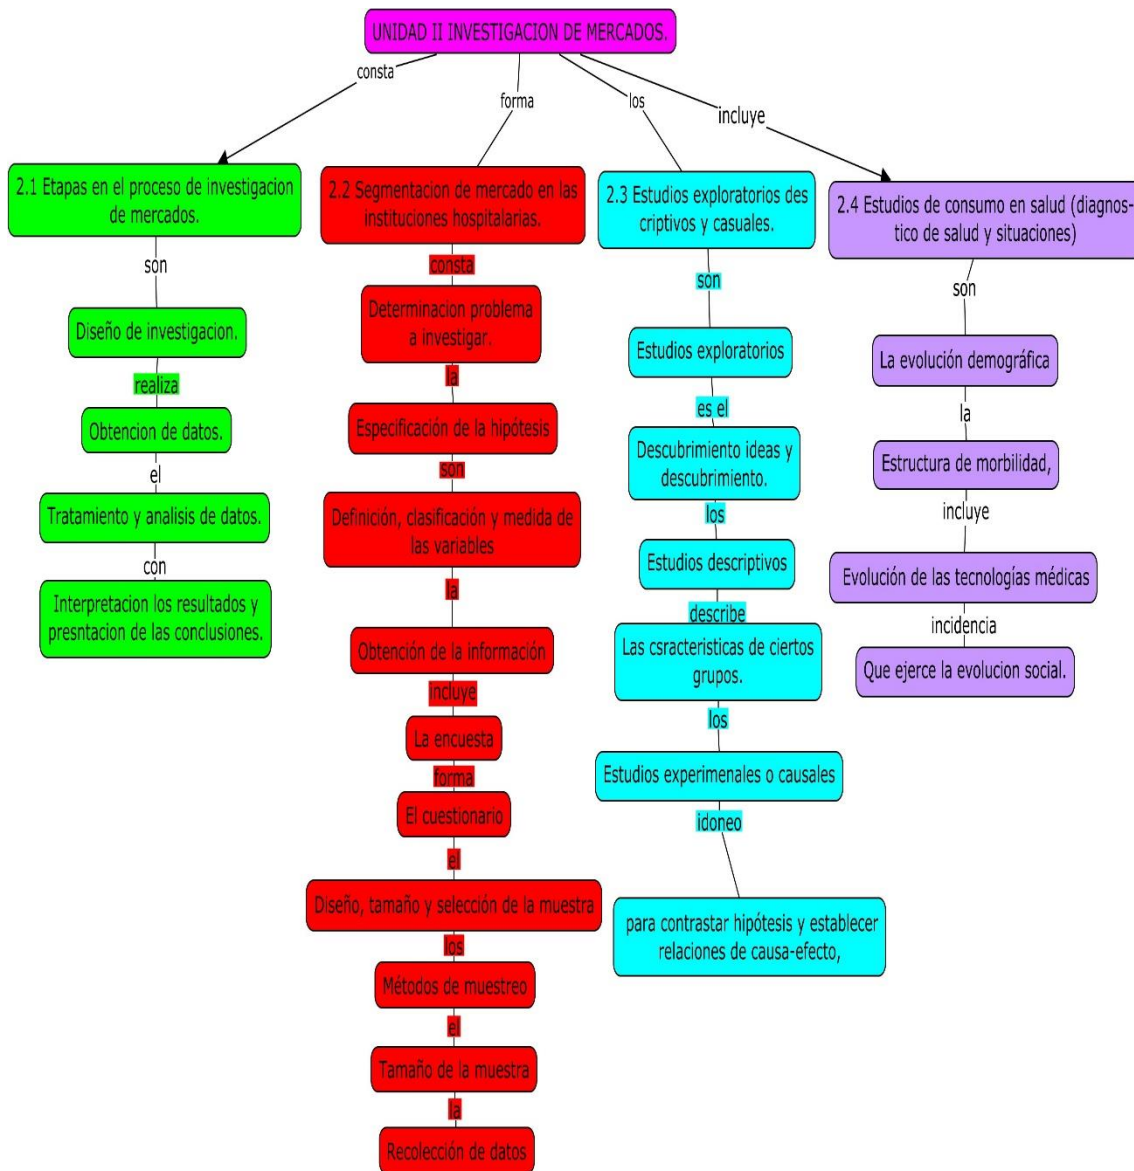 UNIDAD II INVESTIGACION DE MERCADOS.
consta
forma
los
incluye
2.1 Etapas en el proceso de investigacion
de mercados.
son
Diseño de investigacion.
realiza
Obtencion de datos.
el
Tratamiento y analisis de datos.
con
Interpretacion los resultados y
presntacion de las conclusiones.
2.2 Segmentacion de mercado en las
instituciones hospitalarias.
consta
Determinacion problema
a investigar.
la
Especificación de la hipótesis
son
Definición, clasificación y medida de
las variables
la
Obtención de la información
incluye
La encuesta
forma
El cuestionario
el
Diseño, tamaño y selección de la muestra
los
Métodos de muestreo
el
Tamaño de la muestra
la
Recolección de datos
2.3 Estudios exploratorios des
criptivos y casuales.
son
Estudios exploratorios
es el
Descubrimiento ideas y
descubrimiento.
los
Estudios descriptivos
describe
Las csracteristicas de ciertos
grupos.
los
Estudios experimenales o causales
idoneo
para contrastar hipótesis y establecer
relaciones de causa-efecto,
2.4 Estudios de consumo en salud (diagnos-
tico de salud y situaciones)
son
La evolución demográfica
la
Estructura de morbilidad,
incluye
Evolución de las tecnologías médicas
incidencia
Que ejerce la evolucion social.